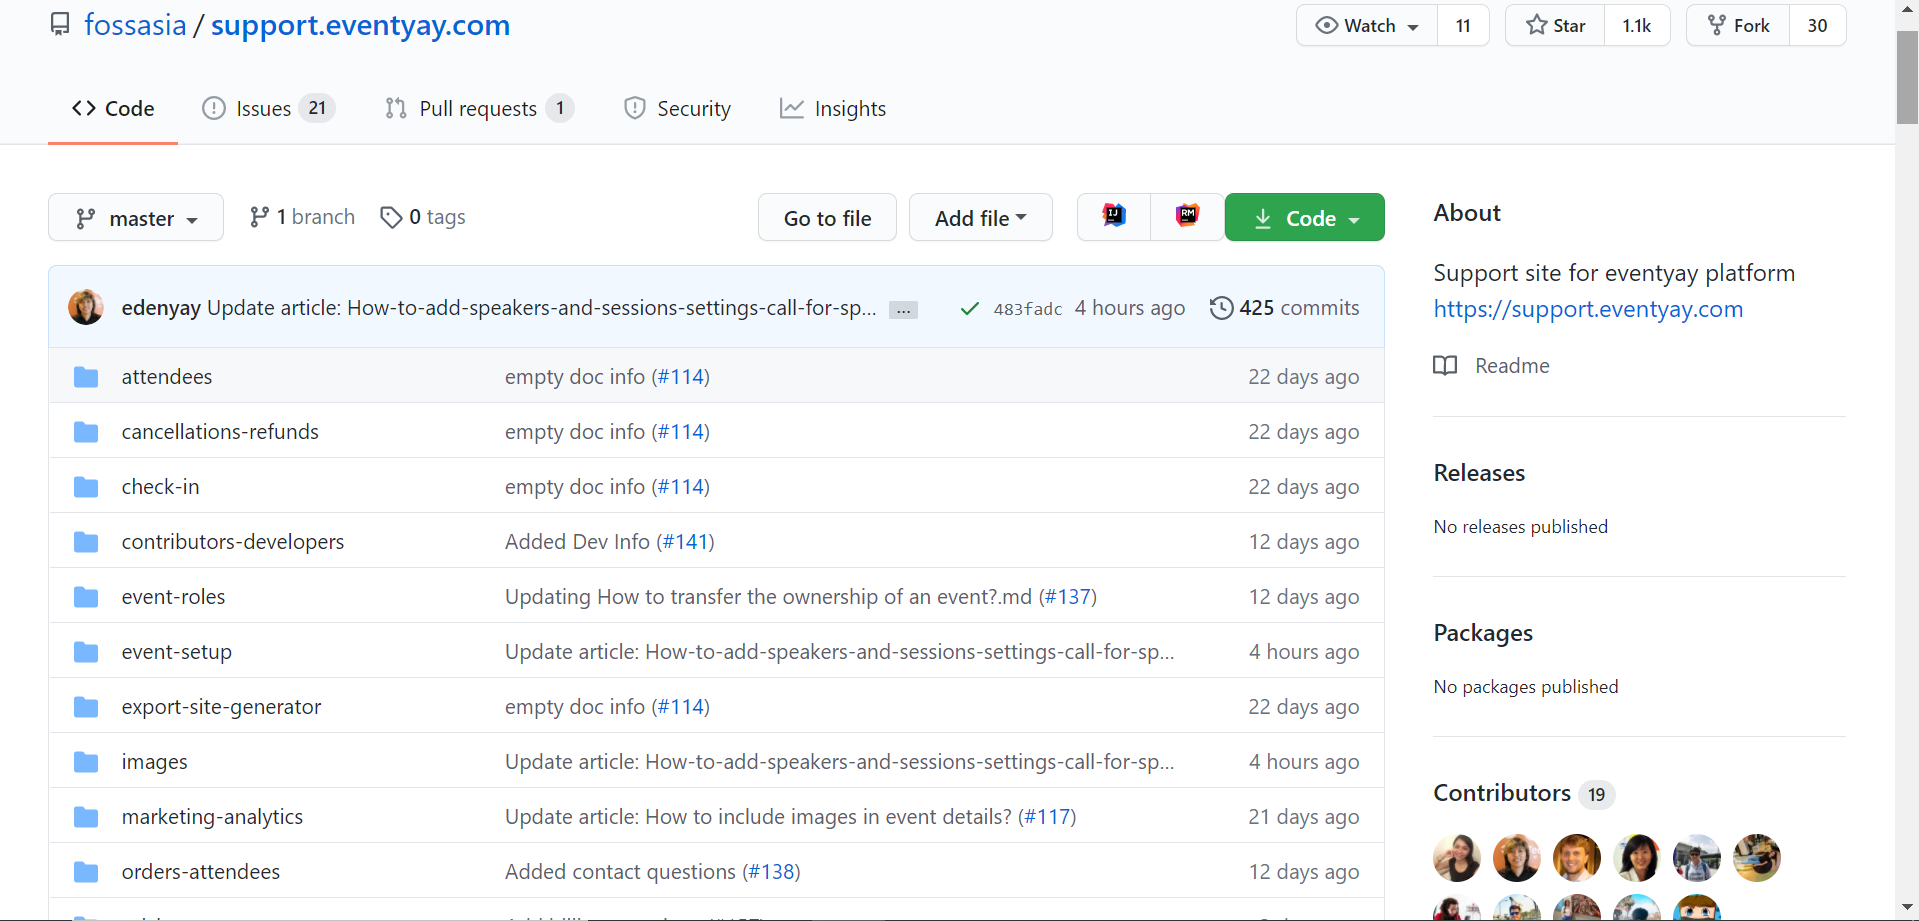 fossasia / support.eventyay.com
Watch 11
Star 1.1k
Fork 30
Code
Issues 21
Pull requests 1
Security
Insights
master
1 branch
0 tags
Go to file
Add file
IJ
RM
Code
edenyay Update article: How-to-add-speakers-and-sessions-settings-call-for-sp... ... 483fadc 4 hours ago 425 commits
attendees empty doc info (#114) 22 days ago
cancellations-refunds empty doc info (#114) 22 days ago
check-in empty doc info (#114) 22 days ago
contributors-developers Added Dev Info (#141) 12 days ago
event-roles Updating How to transfer the ownership of an event?.md (#137) 12 days ago
event-setup Update article: How-to-add-speakers-and-sessions-settings-call-for-sp... 4 hours ago
export-site-generator empty doc info (#114) 22 days ago
images Update article: How-to-add-speakers-and-sessions-settings-call-for-sp... 4 hours ago
marketing-analytics Update article: How to include images in event details? (#117) 21 days ago
orders-attendees Added contact questions (#138) 12 days ago
About
Support site for eventyay platform
https://support.eventyay.com
Readme
Releases
No releases published
Packages
No packages published
Contributors 19